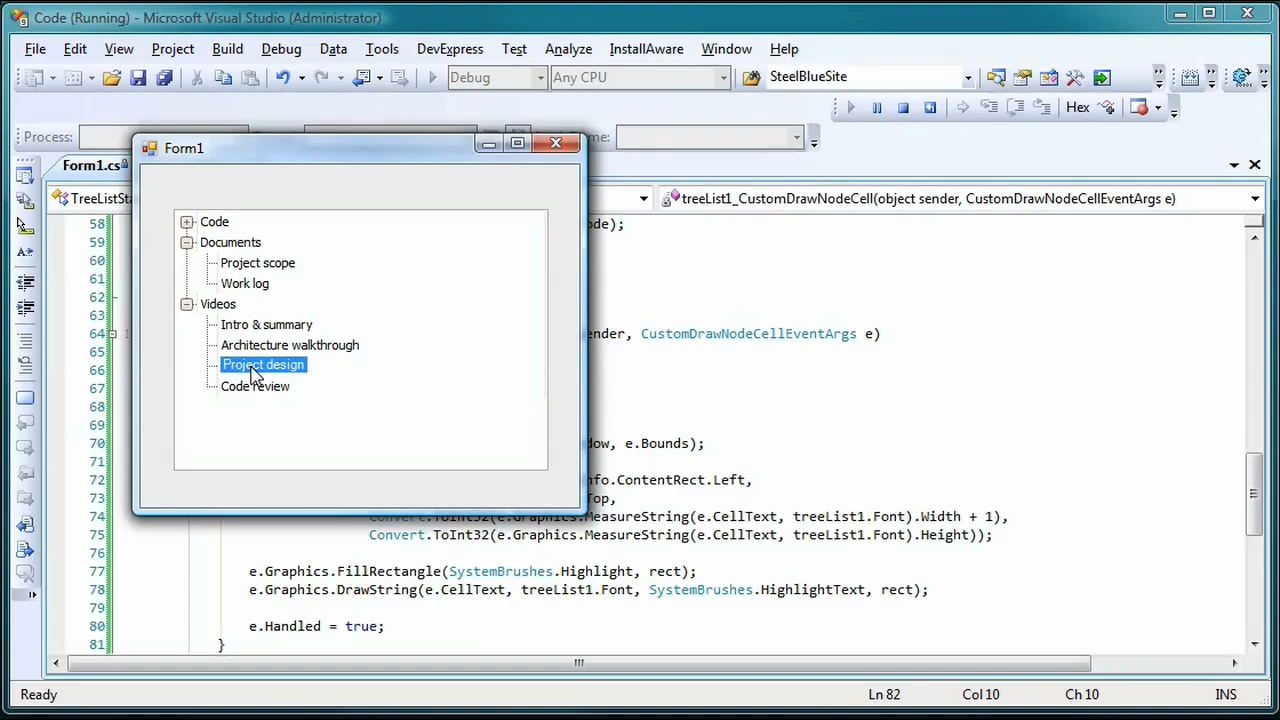 Code (Running) - Microsoft Visual Studio (Administrator)
File Edit View Project Build Debug Data Tools DevExpress Test Analyze InstallAware Window Help
Debug Any CPU SteelBlueSite
Hex
Process:
Form1
Form1.cs
TreeListSta
treeList1_CustomDrawNodeCell(object sender, CustomDrawNodeCellEventArgs e)
Code
Documents
Project scope
Work log
Videos
Intro & summary
Architecture walkthrough
Project design
Code review
58 ode);
59
60
61
62
63
64 ender, CustomDrawNodeCellEventArgs e)
65
66
67
68
69
70 dow, e.Bounds);
71
72 nfo.ContentRect.Left,
73 Top,
74 Convert.ToInt32(e.Graphics.MeasureString(e.CellText, treeList1.Font).Width + 1),
75 Convert.ToInt32(e.Graphics.MeasureString(e.CellText, treeList1.Font).Height));
76
77 e.Graphics.FillRectangle(SystemBrushes.Highlight, rect);
78 e.Graphics.DrawString(e.CellText, treeList1.Font, SystemBrushes.HighlightText, rect);
79
80 e.Handled = true;
81 }
Ready Ln 82 Col 10 Ch 10 INS